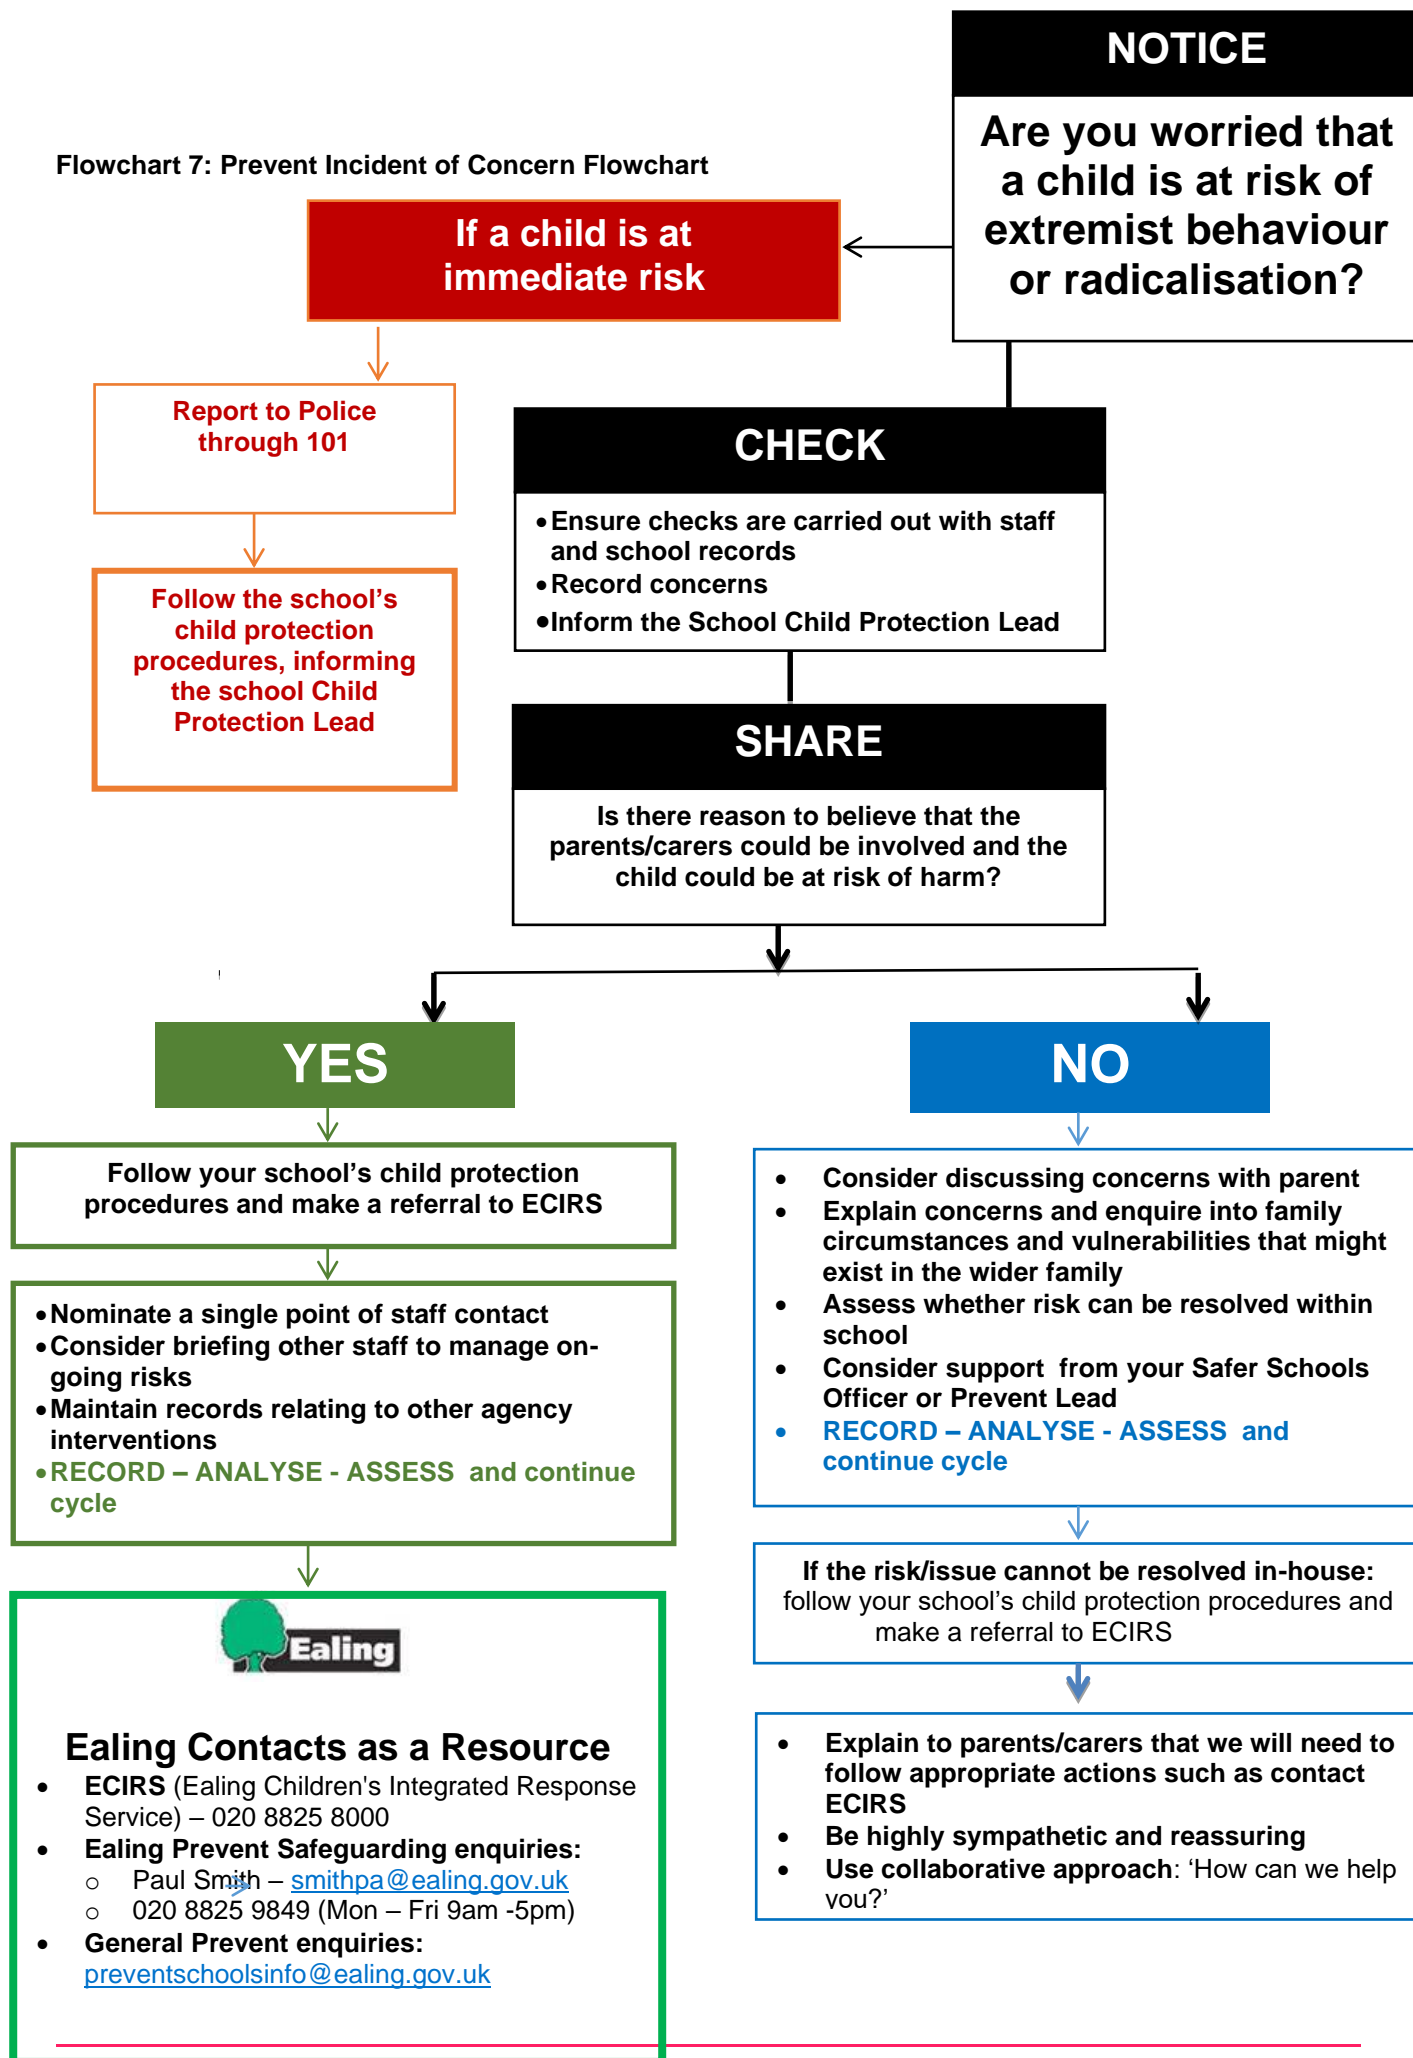 NOTICE
Are you worried that
a child is at risk of
extremist behaviour
or radicalisation?
Flowchart 7: Prevent Incident of Concern Flowchart
If a child is at
immediate risk
Report to Police
through 101
Follow the school’s
child protection
procedures, informing
the school Child
Protection Lead
CHECK
•Ensure checks are carried out with staff
and school records
•Record concerns
•Inform the School Child Protection Lead
SHARE
Is there reason to believe that the
parents/carers could be involved and the
child could be at risk of harm?
YES
Follow your school’s child protection
procedures and make a referral to ECIRS
•Nominate a single point of staff contact
•Consider briefing other staff to manage on-
going risks
•Maintain records relating to other agency
interventions
•RECORD – ANALYSE - ASSESS and continue
cycle
Ealing
Ealing Contacts as a Resource
• ECIRS (Ealing Children's Integrated Response
Service) – 020 8825 8000
• Ealing Prevent Safeguarding enquiries:
o Paul Smith – smithpa@ealing.gov.uk
o 020 8825 9849 (Mon – Fri 9am -5pm)
• General Prevent enquiries:
preventschoolsinfo@ealing.gov.uk
NO
• Consider discussing concerns with parent
• Explain concerns and enquire into family
circumstances and vulnerabilities that might
exist in the wider family
• Assess whether risk can be resolved within
school
• Consider support from your Safer Schools
Officer or Prevent Lead
• RECORD – ANALYSE - ASSESS and
continue cycle
If the risk/issue cannot be resolved in-house:
follow your school’s child protection procedures and
make a referral to ECIRS
• Explain to parents/carers that we will need to
follow appropriate actions such as contact
ECIRS
• Be highly sympathetic and reassuring
• Use collaborative approach: ‘How can we help
you?’